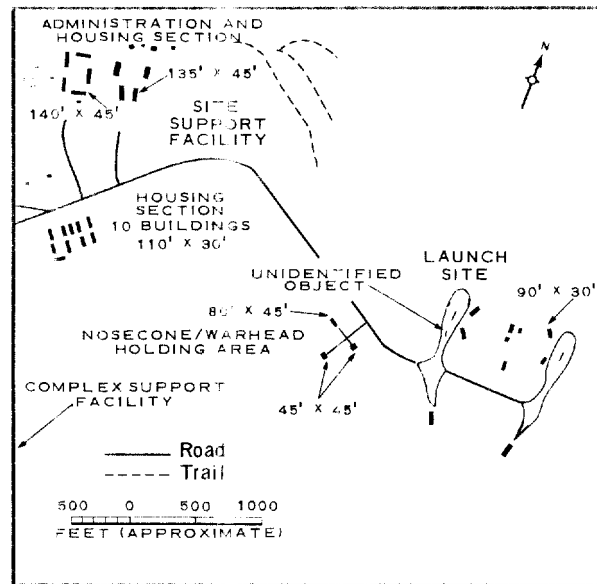 ADMINISTRATION AND
HOUSING SECTION
135' X 45'
140' X 45'
SITE
SUPPORT
FACILITY
N
HOUSING
SECTION
10 BUILDINGS
110' X 30'
UNIDENTIFIED
OBJECT
LAUNCH
SITE
90' X 30'
80' X 45'
NOSECONE/WARHEAD
HOLDING AREA
45' X 45'
COMPLEX SUPPORT
FACILITY
Road
Trail
500 0 500 1000
FEET (APPROXIMATE)